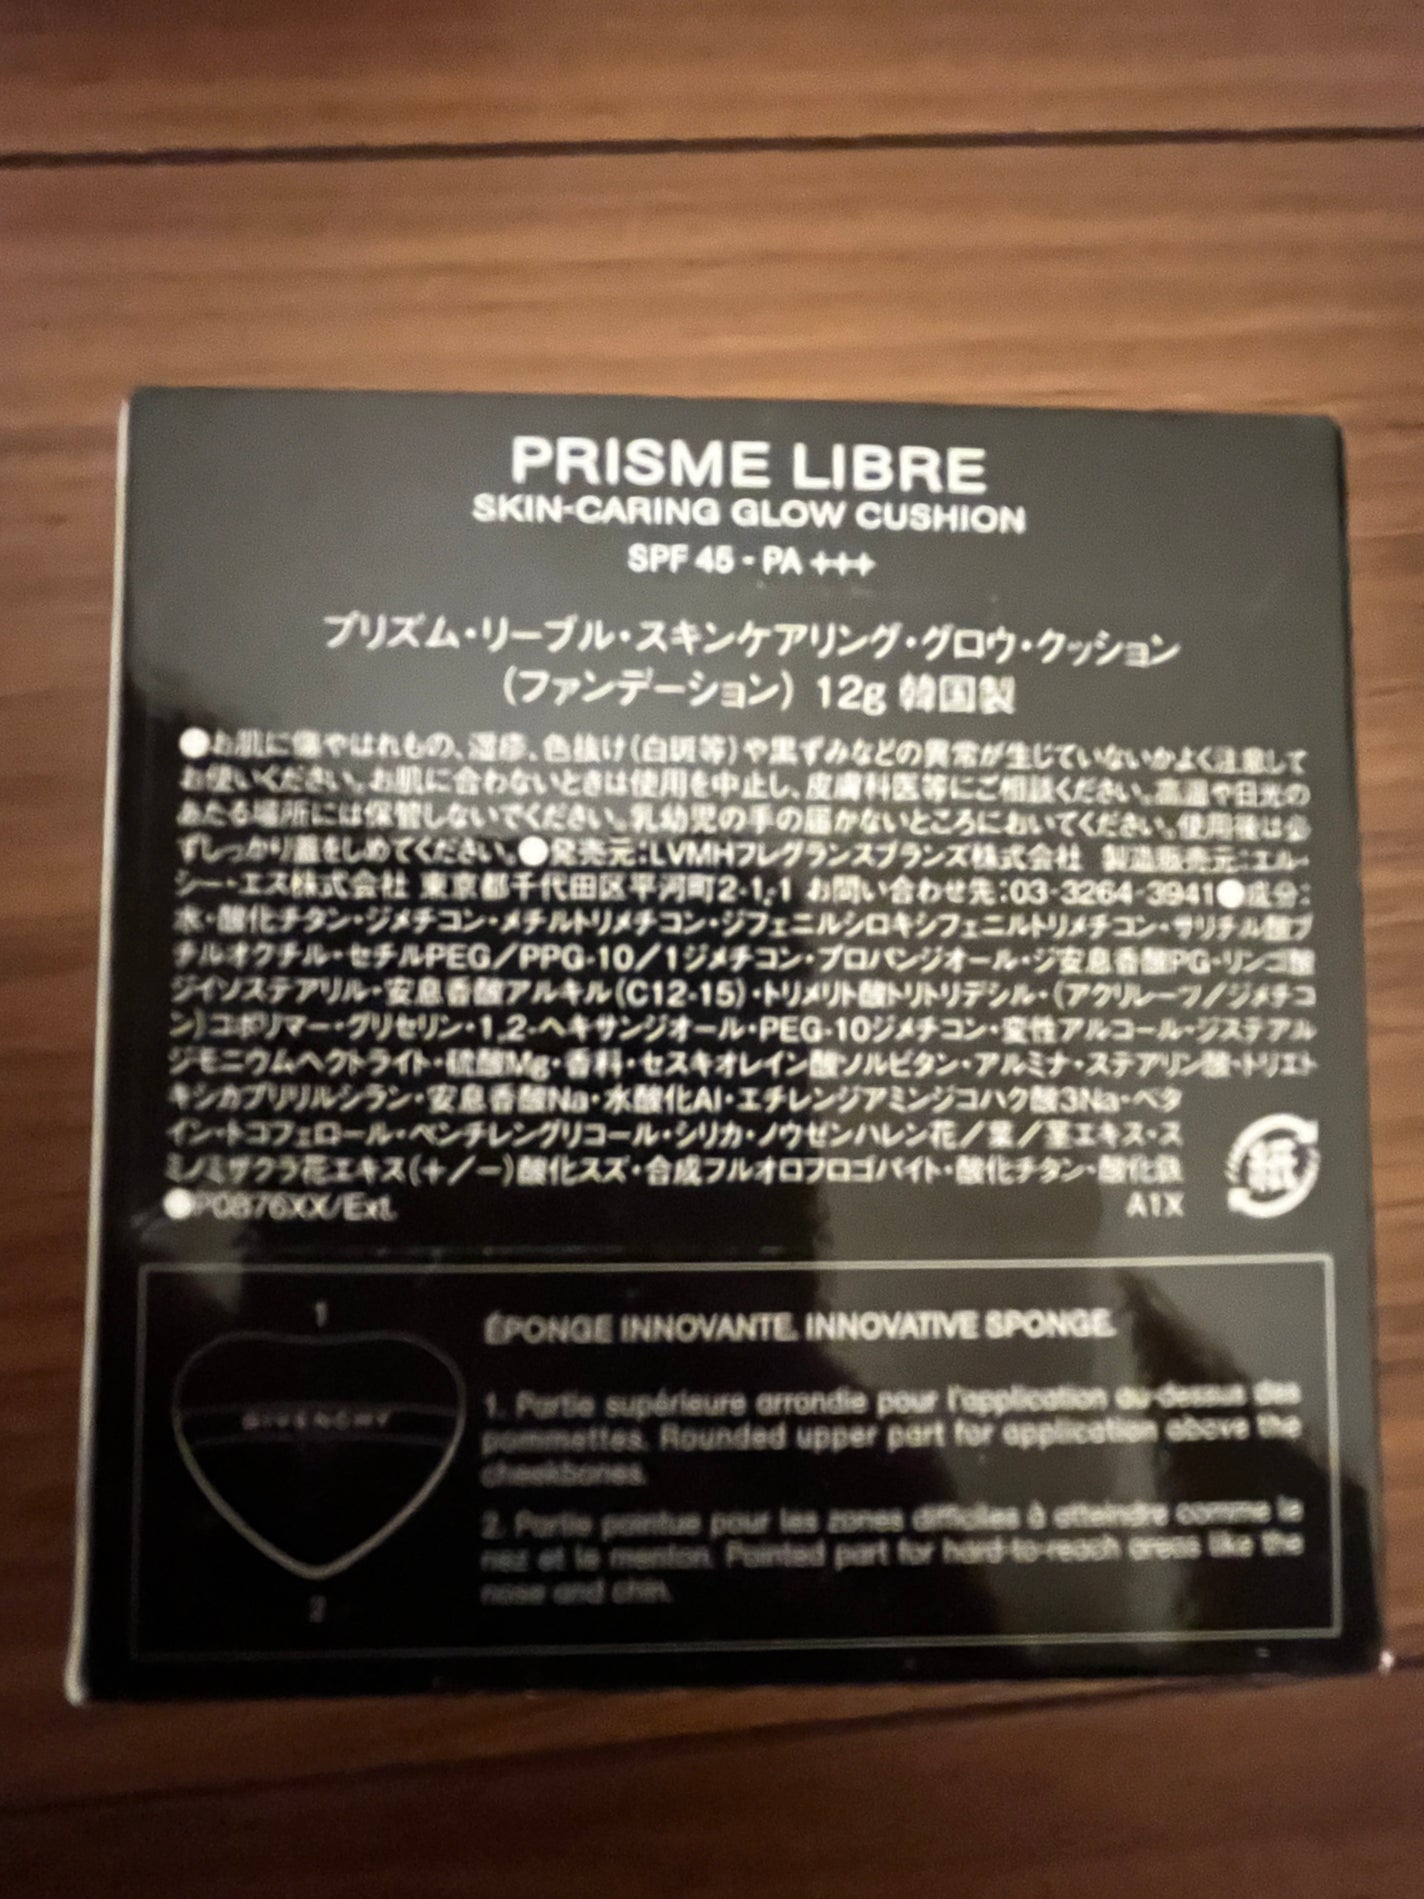 PRISME LIBRE
SKIN-CARING GLOW CUSHION
SPF 45 - PA +++
プリズム・リーブル・スキンケアリング・グロウ・クッション
(ファンデーション) 12g 韓国製
●お肌に傷やはれもの、湿疹、色抜け(白斑等)や黒ずみなどの異常が生じていないかよく注意して
お使いください。お肌に合わないときは使用を中止し、皮膚科医等にご相談ください。高温や日光の
あたる場所には保管しないでください。乳幼児の手の届かないところにおいてください。使用後は必
ずしっかり蓋をしめてください。●発売元:LVMHフレグランスブランズ株式会社 製造販売元:エル・
シー・エス株式会社 東京都千代田区平河町2-1-1 お問い合わせ先:03-3264-3941●成分:
水・酸化チタン・ジメチコン・メチルトリメチコン・ジフェニルシロキシフェニルトリメチコン・サリチル酸ブ
チルオクチル・セチルPEG/PPG-10/1ジメチコン・プロパンジオール・ジ安息香酸PG・リンゴ酸
ジイソステアリル・安息香酸アルキル(C12-15)・トリメリト酸トリトリデシル・(アクリレーツ/ジメチコ
ン)コポリマー・グリセリン・1,2-ヘキサンジオール・PEG-10ジメチコン・変性アルコール・ジステアル
ジモニウムヘクトライト・硫酸Mg・香料・セスキオレイン酸ソルビタン・アルミナ・ステアリン酸・トリエト
キシカプリリルシラン・安息香酸Na・水酸化Al・エチレンジアミンジコハク酸3Na・ベタ
イン・トコフェロール・ペンチレングリコール・シリカ・ノウゼンハレン花/葉/茎エキス・ス
ミノミザクラ花エキス(+/-)酸化スズ・合成フルオロフロゴパイト・酸化チタン・酸化鉄
●P0876XX/Ext. A1X
紙
1
GIVENCHY
2
ÉPONGE INNOVANTE. INNOVATIVE SPONGE.
1. Partie supérieure arrondie pour l'application au-dessus des
pommettes. Rounded upper part for application above the
cheekbones.
2. Partie pointue pour les zones difficiles à atteindre comme le
nez et le menton. Pointed part for hard-to-reach areas like the
nose and chin.